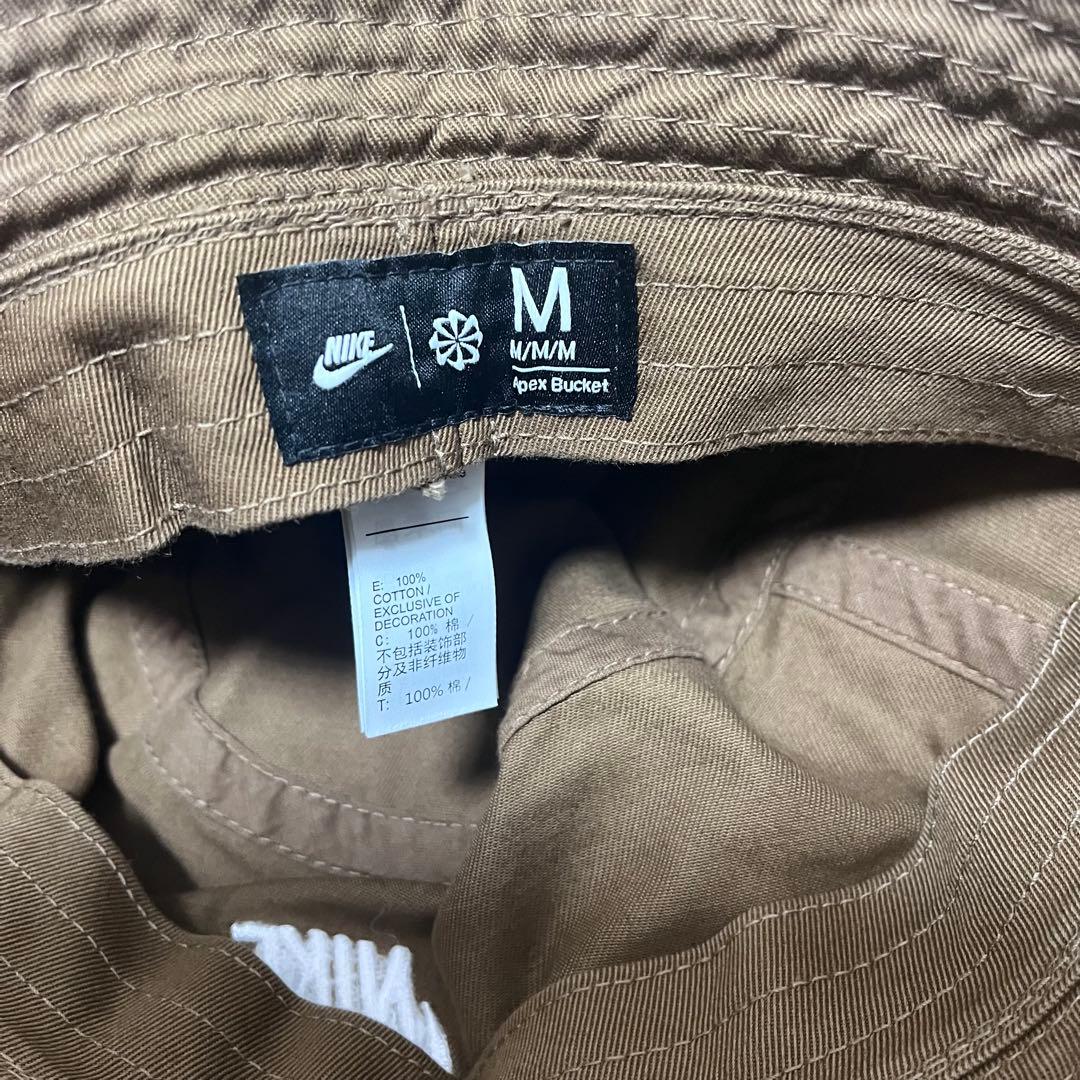 NIKE
M
M/M/M
Apex Bucket
E: 100%
COTTON /
EXCLUSIVE OF
DECORATION
C: 100% 棉 /
不包括装饰部
分及非纤维物
质
T: 100% 棉 /